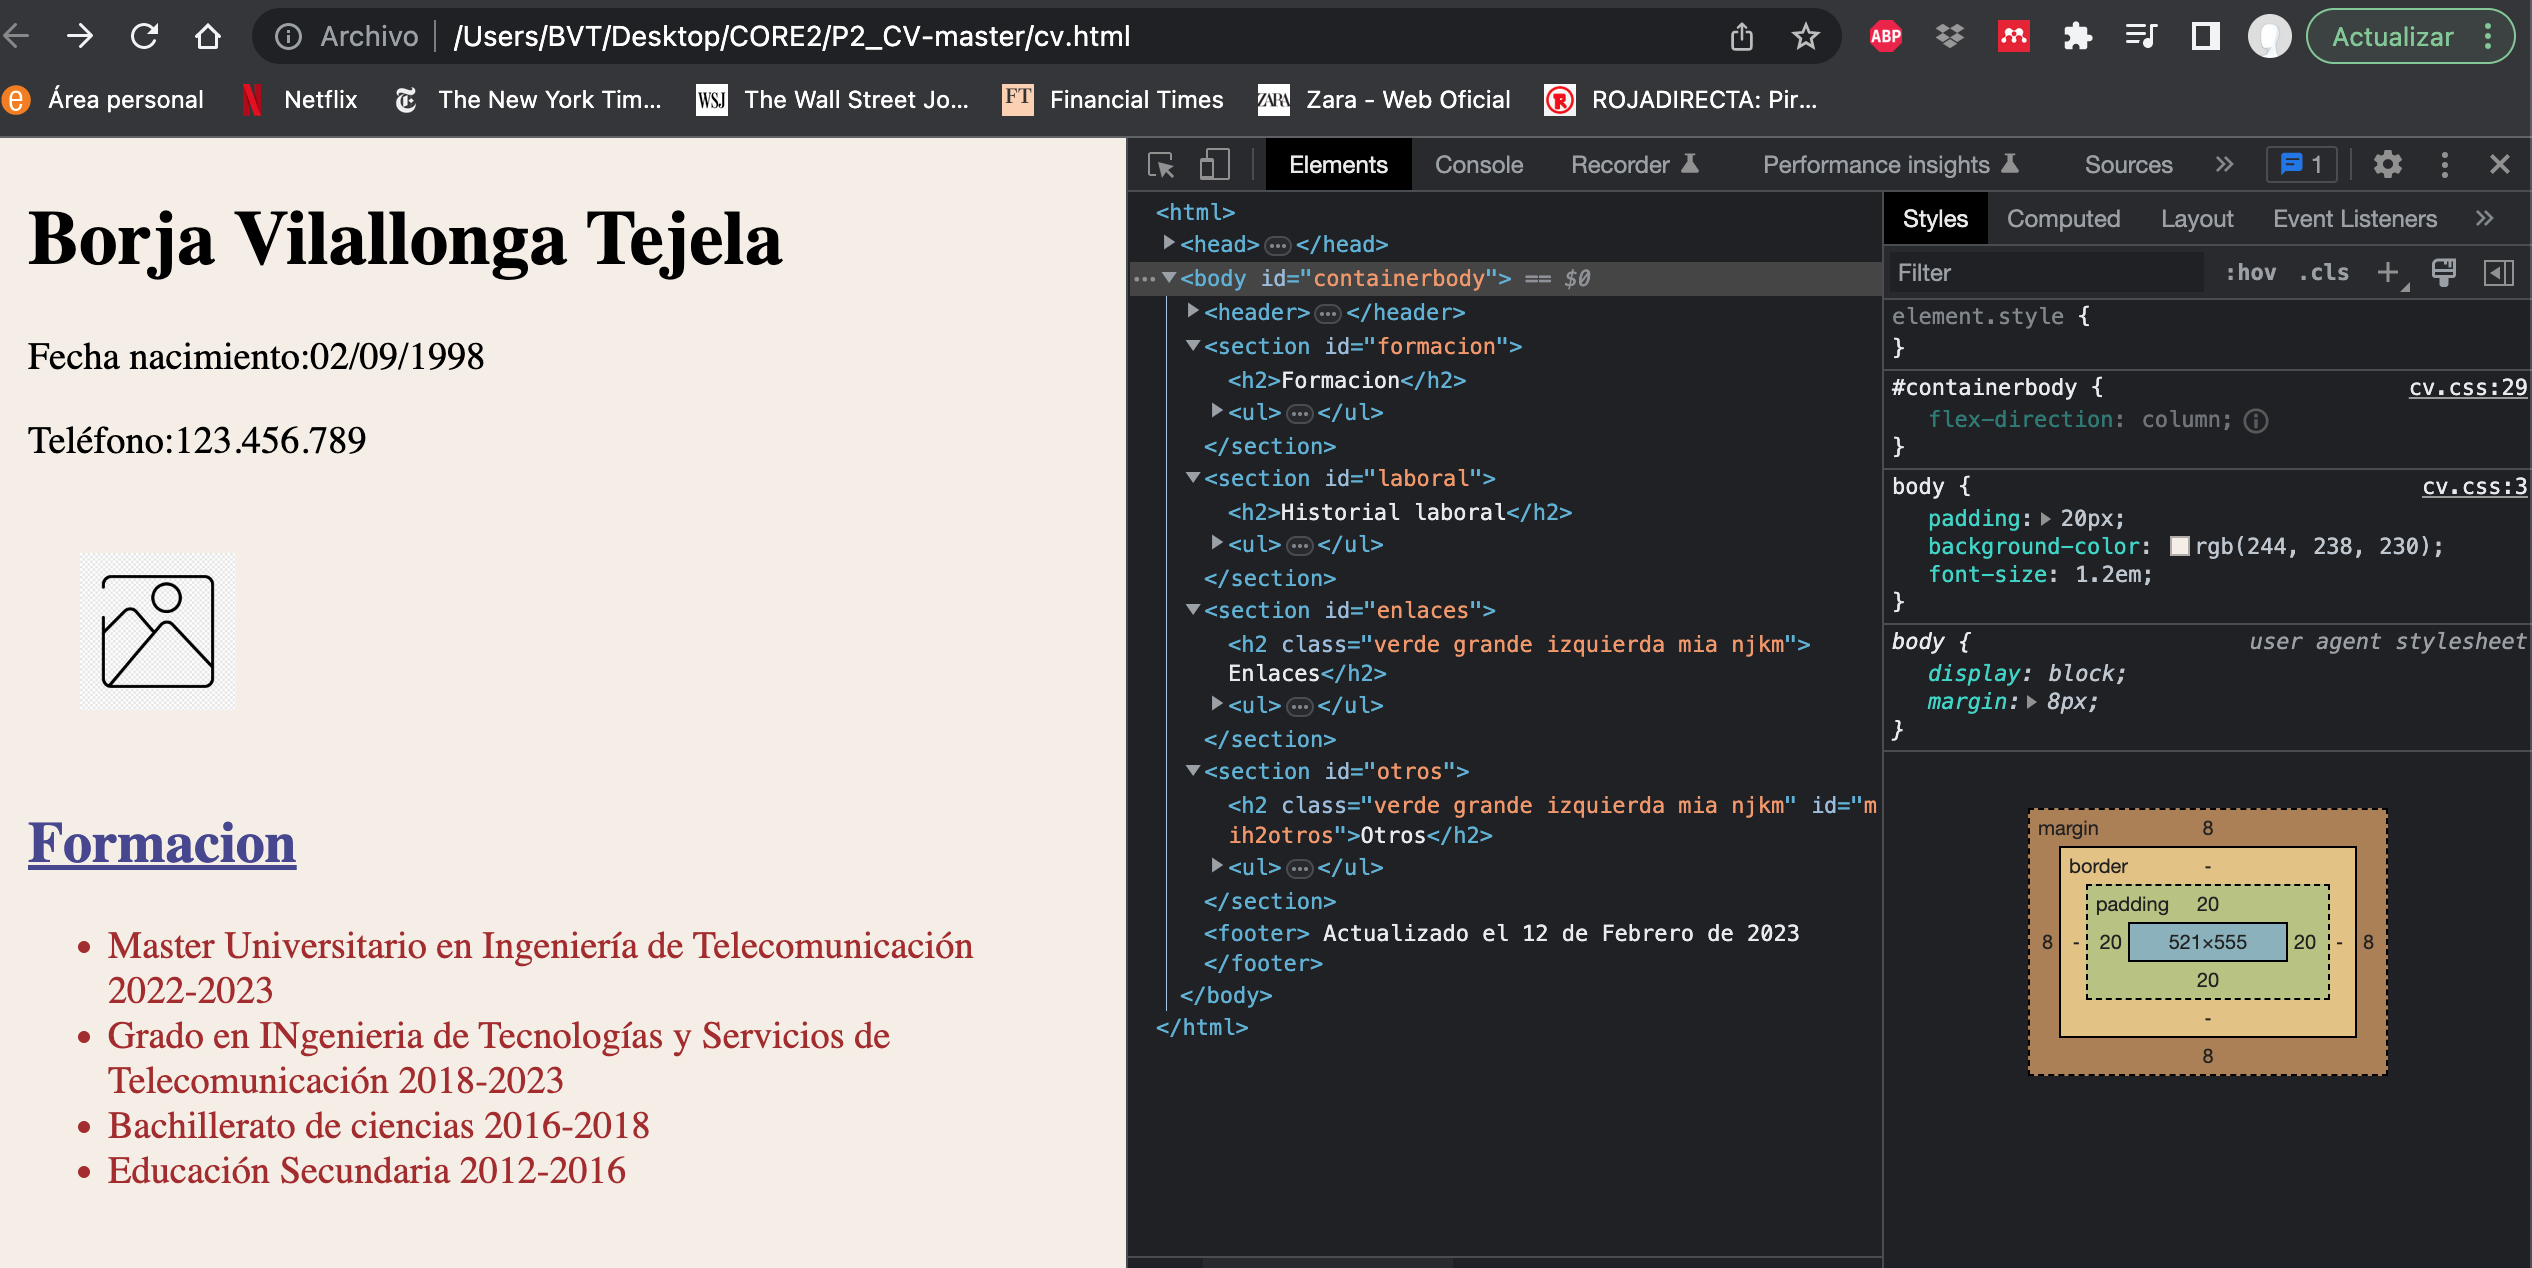 Archivo /Users/BVT/Desktop/CORE2/P2_CV-master/cv.html ABP Actualizar
e Área personal N Netflix The New York Tim... WSJ The Wall Street Jo... FT Financial Times ZARA Zara - Web Oficial R ROJADIRECTA: Pir...
Borja Vilallonga Tejela
Fecha nacimiento:02/09/1998
Teléfono:123.456.789
Formacion
• Master Universitario en Ingeniería de Telecomunicación
2022-2023
• Grado en INgenieria de Tecnologías y Servicios de
Telecomunicación 2018-2023
• Bachillerato de ciencias 2016-2018
• Educación Secundaria 2012-2016
Elements Console Recorder Performance insights Sources » 1
<html>
<head>…</head>
<body id="containerbody"> == $0
<header>…</header>
<section id="formacion">
<h2>Formacion</h2>
<ul>…</ul>
</section>
<section id="laboral">
<h2>Historial laboral</h2>
<ul>…</ul>
</section>
<section id="enlaces">
<h2 class="verde grande izquierda mia njkm">
Enlaces</h2>
<ul>…</ul>
</section>
<section id="otros">
<h2 class="verde grande izquierda mia njkm" id="m
ih2otros">Otros</h2>
<ul>…</ul>
</section>
<footer> Actualizado el 12 de Febrero de 2023
</footer>
</body>
</html>
Styles Computed Layout Event Listeners »
Filter :hov .cls +
element.style {
}
#containerbody { cv.css:29
flex-direction: column;
}
body { cv.css:3
padding: 20px;
background-color: rgb(244, 238, 230);
font-size: 1.2em;
}
body { user agent stylesheet
display: block;
margin: 8px;
}
margin 8
border -
padding 20
8 - 20 521×555 20 - 8
20
-
8